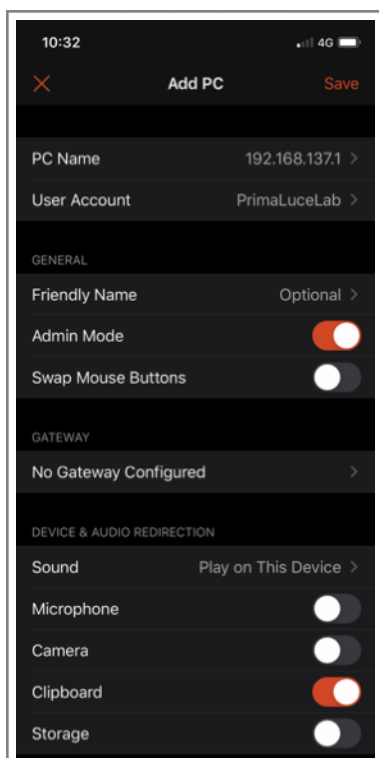 10:32 4G
Add PC Save
PC Name 192.168.137.1
User Account PrimaLuceLab
GENERAL
Friendly Name Optional
Admin Mode
Swap Mouse Buttons
GATEWAY
No Gateway Configured
DEVICE & AUDIO REDIRECTION
Sound Play on This Device
Microphone
Camera
Clipboard
Storage